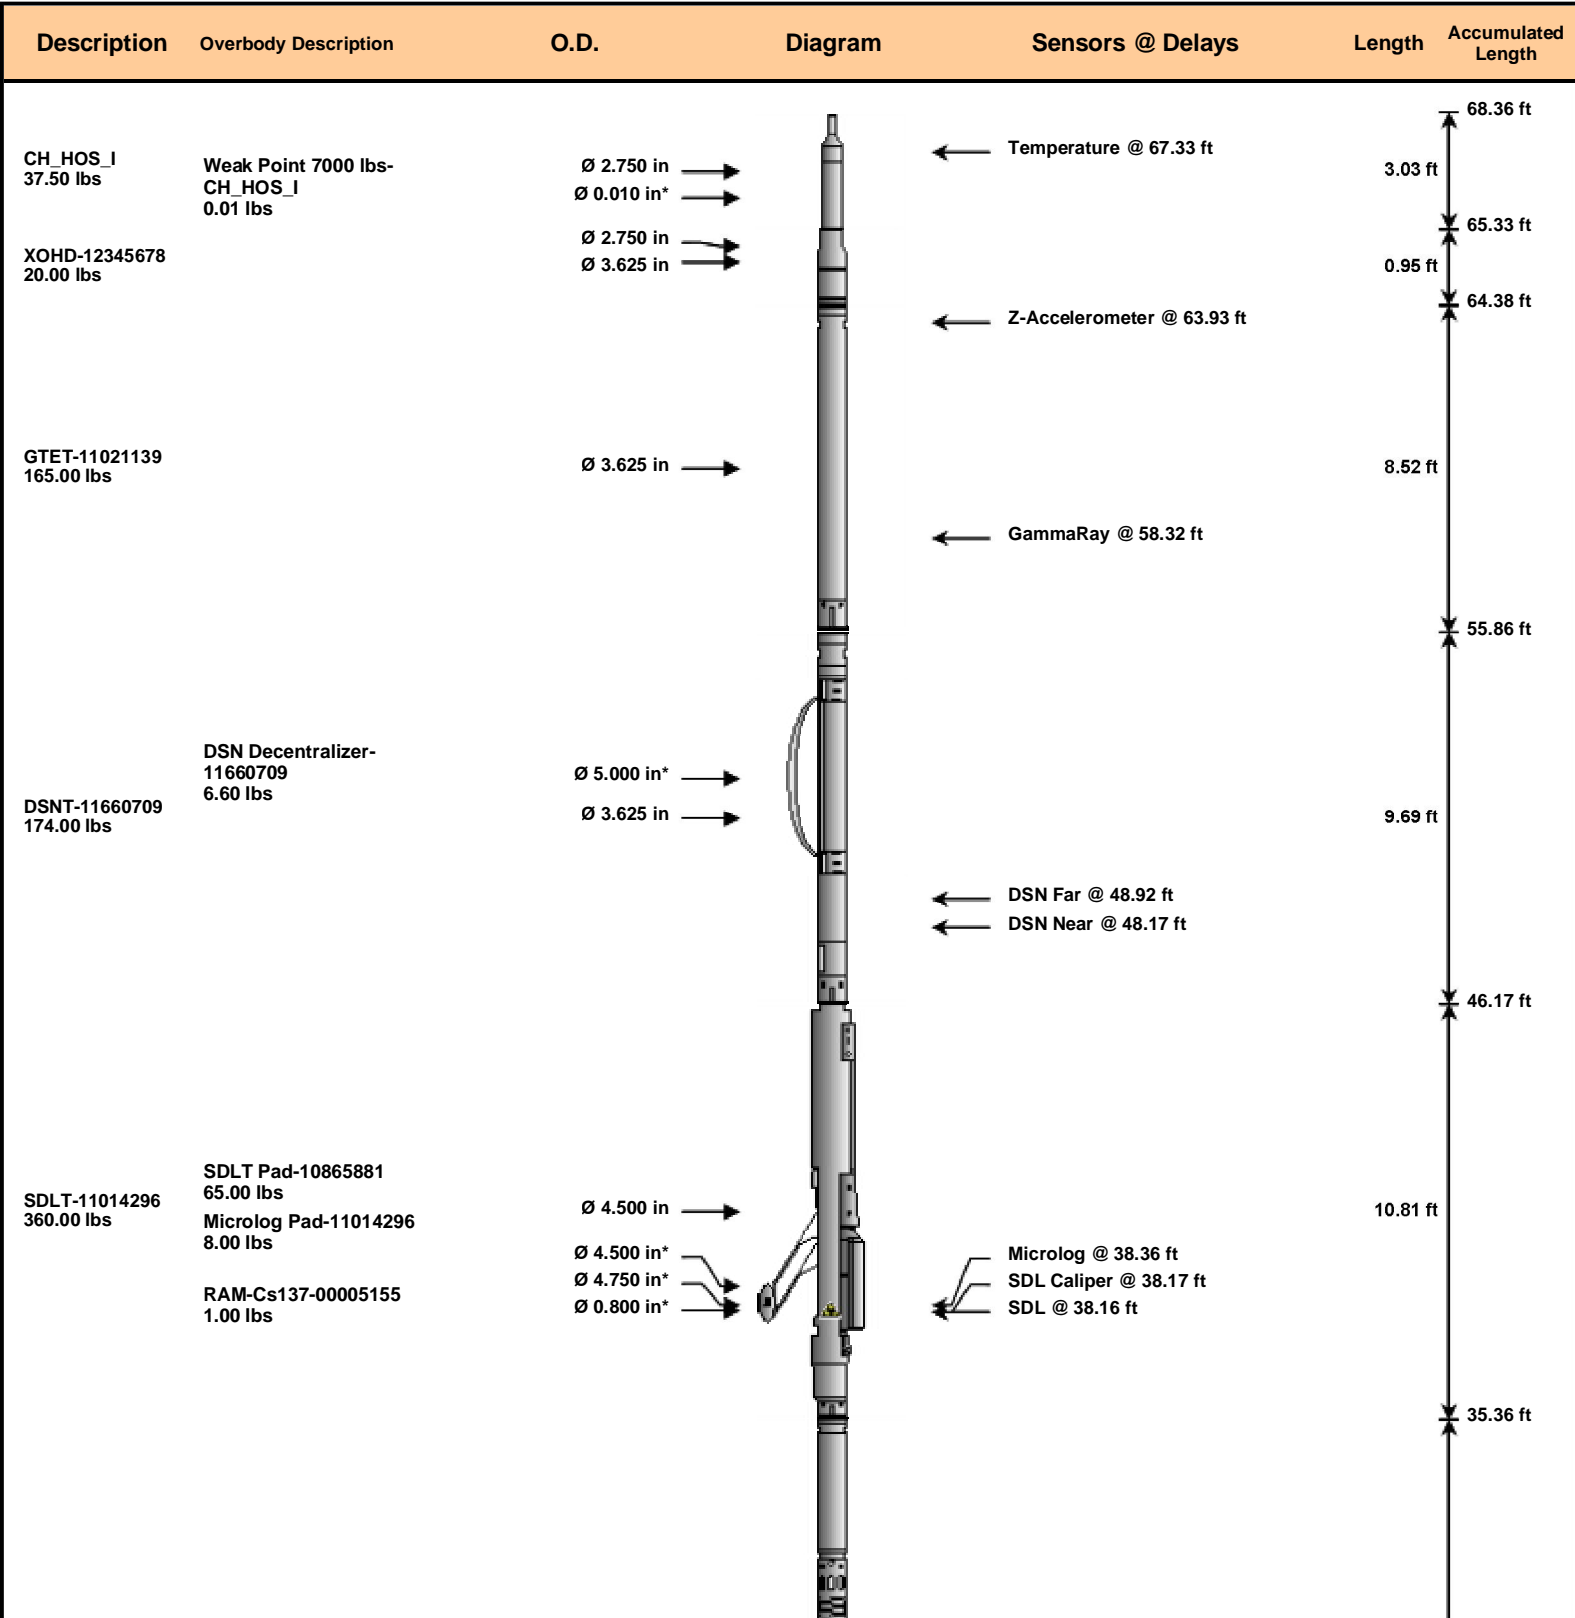 Description Overbody Description O.D. Diagram Sensors @ Delays Length Accumulated
Length
68.36 ft
Temperature @ 67.33 ft
CH_HOS_I
37.50 lbs
Weak Point 7000 lbs-
CH_HOS_I
0.01 lbs
Ø 2.750 in
Ø 0.010 in*
3.03 ft
65.33 ft
Ø 2.750 in
Ø 3.625 in
XOHD-12345678
20.00 lbs
0.95 ft
64.38 ft
Z-Accelerometer @ 63.93 ft
GTET-11021139
165.00 lbs
Ø 3.625 in
8.52 ft
GammaRay @ 58.32 ft
55.86 ft
DSN Decentralizer-
11660709
6.60 lbs
Ø 5.000 in*
DSNT-11660709
174.00 lbs
Ø 3.625 in
9.69 ft
DSN Far @ 48.92 ft
DSN Near @ 48.17 ft
46.17 ft
SDLT-11014296
360.00 lbs
SDLT Pad-10865881
65.00 lbs
Microlog Pad-11014296
8.00 lbs
RAM-Cs137-00005155
1.00 lbs
Ø 4.500 in
Ø 4.500 in*
Ø 4.750 in*
Ø 0.800 in*
Microlog @ 38.36 ft
SDL Caliper @ 38.17 ft
SDL @ 38.16 ft
10.81 ft
35.36 ft